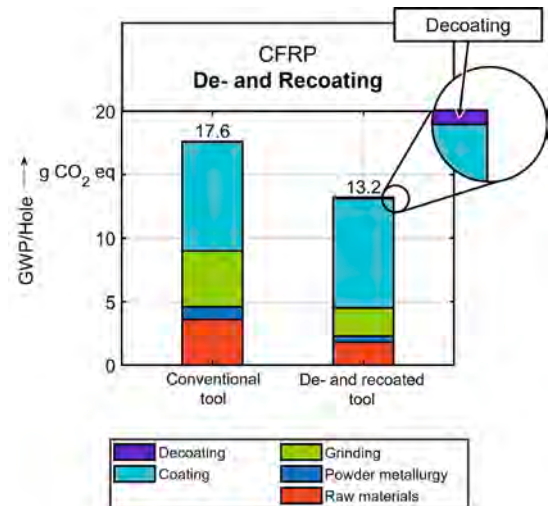 Decoating
CFRP
De- and Recoating
GWP/Hole
g CO2 eq
20
10
5
0
17.6
13.2
Conventional
tool
De- and recoated
tool
Decoating
Grinding
Coating
Powder metallurgy
Raw materials